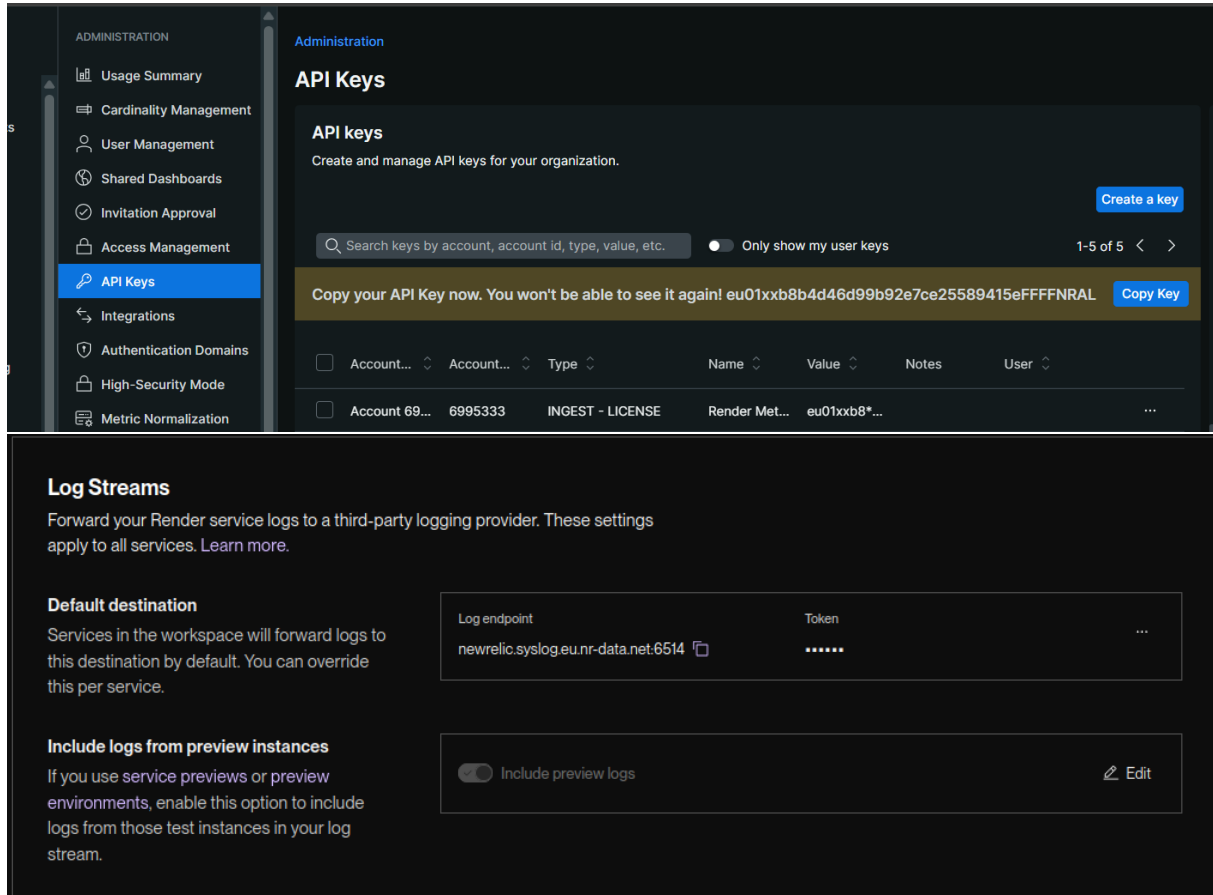 ADMINISTRATION
Usage Summary
Cardinality Management
User Management
Shared Dashboards
Invitation Approval
Access Management
API Keys
Integrations
Authentication Domains
High-Security Mode
Metric Normalization
Administration
API Keys
API keys
Create and manage API keys for your organization.
Create a key
Search keys by account, account id, type, value, etc.
Only show my user keys
1-5 of 5
Copy your API Key now. You won't be able to see it again! eu01xxb8b4d46d99b92e7ce25589415eFFFFNRAL
Copy Key
Account... Account... Type Name Value Notes User
Account 69... 6995333 INGEST - LICENSE Render Met... eu01xxb8*... ...
Log Streams
Forward your Render service logs to a third-party logging provider. These settings
apply to all services. Learn more.
Default destination
Services in the workspace will forward logs to
this destination by default. You can override
this per service.
Log endpoint Token
newrelic.syslog.eu.nr-data.net:6514 ••••••
...
Include logs from preview instances
If you use service previews or preview
environments, enable this option to include
logs from those test instances in your log
stream.
Include preview logs
Edit